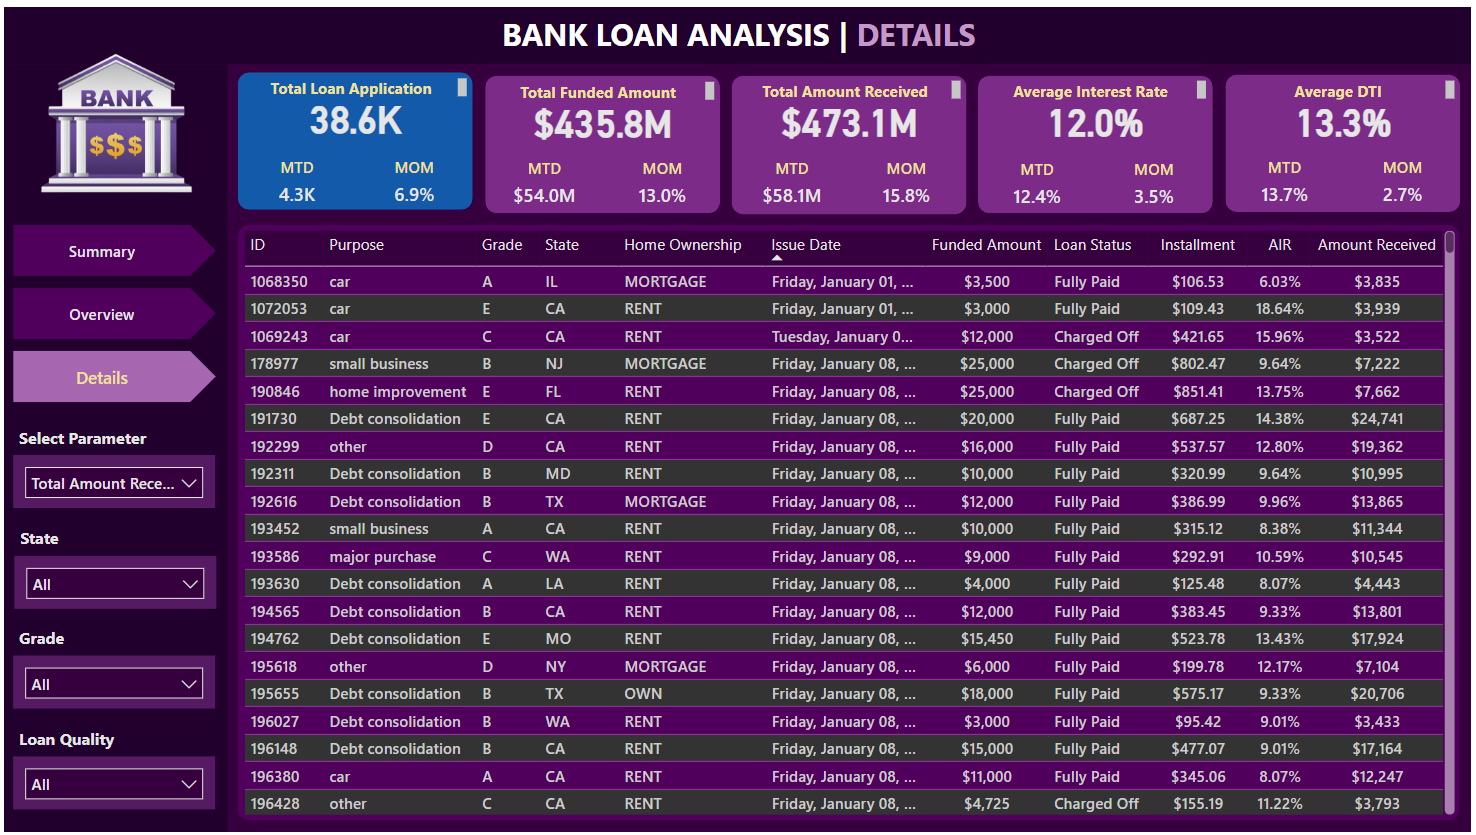 BANK LOAN ANALYSIS | DETAILS
BANK
$$$
Total Loan Application
38.6K
MTD MOM
4.3K 6.9%
Total Funded Amount
$435.8M
MTD MOM
$54.0M 13.0%
Total Amount Received
$473.1M
MTD MOM
$58.1M 15.8%
Average Interest Rate
12.0%
MTD MOM
12.4% 3.5%
Average DTI
13.3%
MTD MOM
13.7% 2.7%
Summary
Overview
Details
Select Parameter
Total Amount Rece...
State
All
Grade
All
Loan Quality
All
ID Purpose Grade State Home Ownership Issue Date Funded Amount Loan Status Installment AIR Amount Received
1068350 car A IL MORTGAGE Friday, January 01, ... $3,500 Fully Paid $106.53 6.03% $3,835
1072053 car E CA RENT Friday, January 01, ... $3,000 Fully Paid $109.43 18.64% $3,939
1069243 car C CA RENT Tuesday, January 0... $12,000 Charged Off $421.65 15.96% $3,522
178977 small business B NJ MORTGAGE Friday, January 08, ... $25,000 Charged Off $802.47 9.64% $7,222
190846 home improvement E FL RENT Friday, January 08, ... $25,000 Charged Off $851.41 13.75% $7,662
191730 Debt consolidation E CA RENT Friday, January 08, ... $20,000 Fully Paid $687.25 14.38% $24,741
192299 other D CA RENT Friday, January 08, ... $16,000 Fully Paid $537.57 12.80% $19,362
192311 Debt consolidation B MD RENT Friday, January 08, ... $10,000 Fully Paid $320.99 9.64% $10,995
192616 Debt consolidation B TX MORTGAGE Friday, January 08, ... $12,000 Fully Paid $386.99 9.96% $13,865
193452 small business A CA RENT Friday, January 08, ... $10,000 Fully Paid $315.12 8.38% $11,344
193586 major purchase C WA RENT Friday, January 08, ... $9,000 Fully Paid $292.91 10.59% $10,545
193630 Debt consolidation A LA RENT Friday, January 08, ... $4,000 Fully Paid $125.48 8.07% $4,443
194565 Debt consolidation B CA RENT Friday, January 08, ... $12,000 Fully Paid $383.45 9.33% $13,801
194762 Debt consolidation E MO RENT Friday, January 08, ... $15,450 Fully Paid $523.78 13.43% $17,924
195618 other D NY MORTGAGE Friday, January 08, ... $6,000 Fully Paid $199.78 12.17% $7,104
195655 Debt consolidation B TX OWN Friday, January 08, ... $18,000 Fully Paid $575.17 9.33% $20,706
196027 Debt consolidation B WA RENT Friday, January 08, ... $3,000 Fully Paid $95.42 9.01% $3,433
196148 Debt consolidation B CA RENT Friday, January 08, ... $15,000 Fully Paid $477.07 9.01% $17,164
196380 car A CA RENT Friday, January 08, ... $11,000 Fully Paid $345.06 8.07% $12,247
196428 other C CA RENT Friday, January 08, ... $4,725 Charged Off $155.19 11.22% $3,793